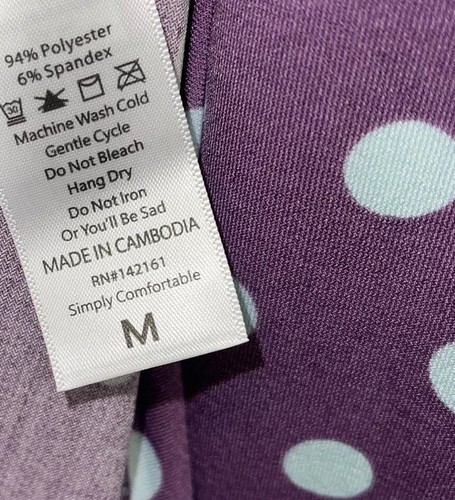 94% Polyester
6% Spandex
30
Machine Wash Cold
Gentle Cycle
Do Not Bleach
Hang Dry
Do Not Iron
Or You'll Be Sad
MADE IN CAMBODIA
RN#142161
Simply Comfortable
M